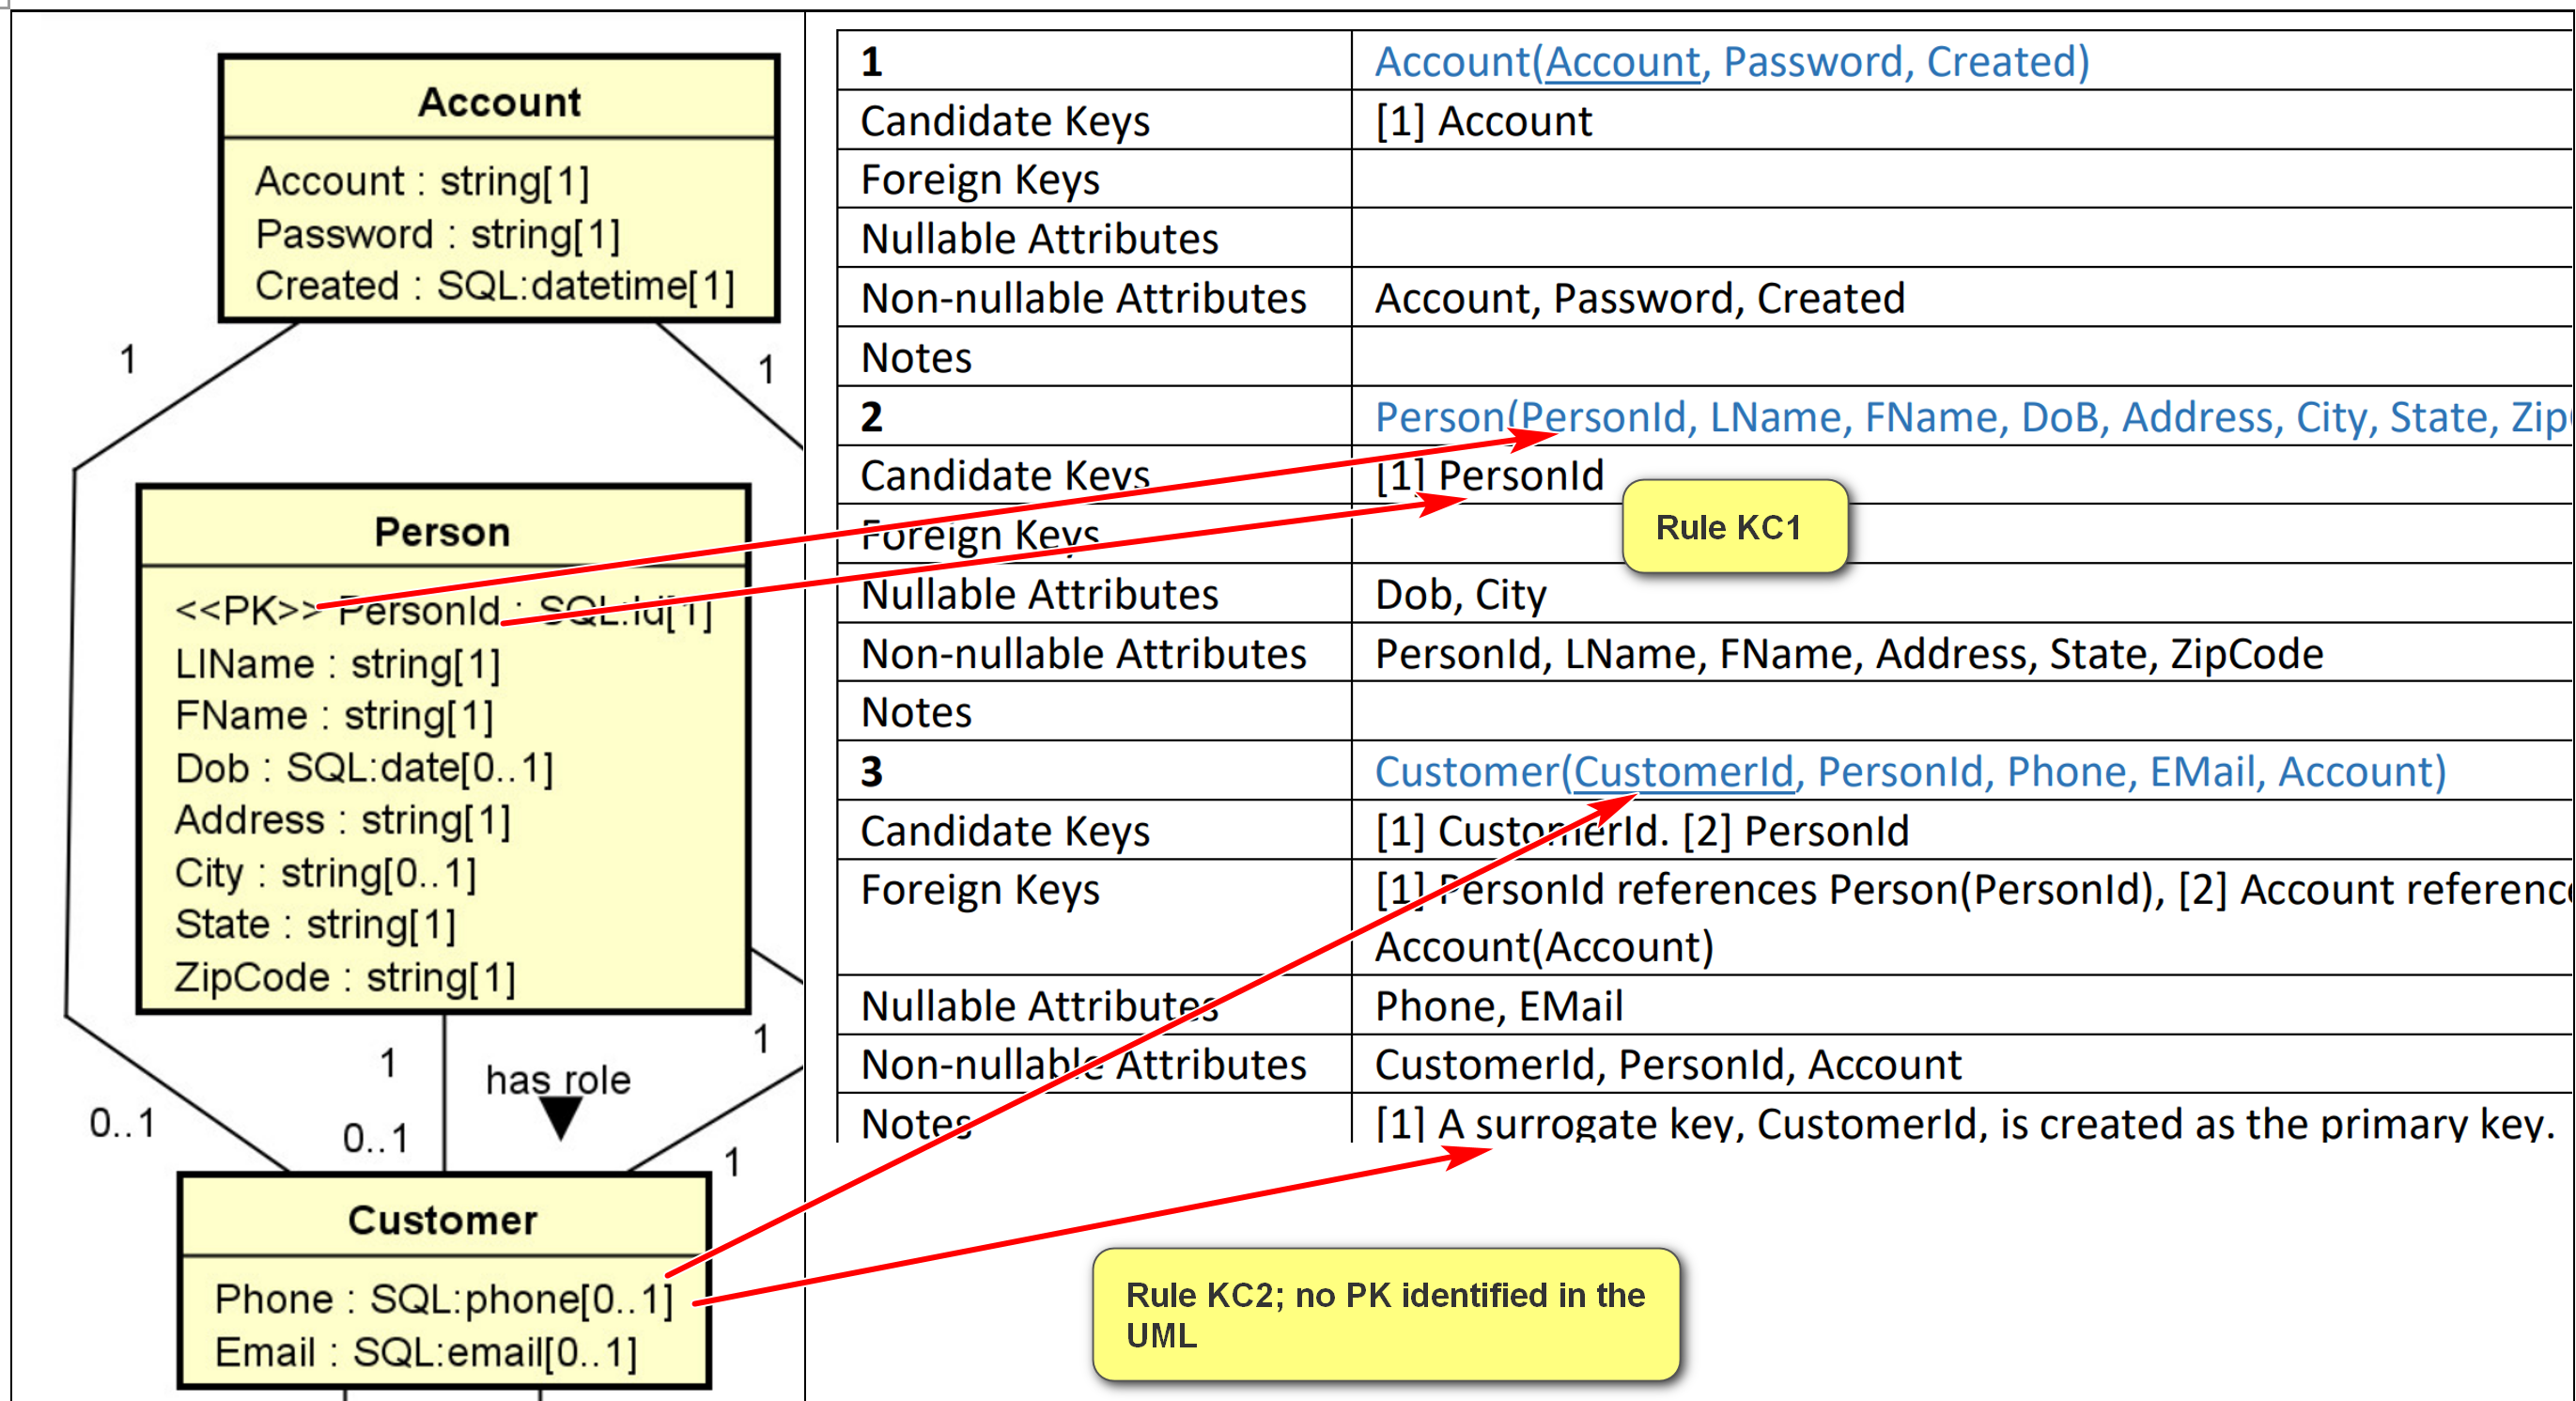 Account
Account : string[1]
Password : string[1]
Created : SQL:datetime[1]
1
1
Person
<<PK>> PersonId : SQL:Id[1]
LlName : string[1]
FName : string[1]
Dob : SQL:date[0..1]
Address : string[1]
City : string[0..1]
State : string[1]
ZipCode : string[1]
1
1
has role
0..1
0..1
1
Customer
Phone : SQL:phone[0..1]
Email : SQL:email[0..1]
1 Account(Account, Password, Created)
Candidate Keys [1] Account
Foreign Keys
Nullable Attributes
Non-nullable Attributes Account, Password, Created
Notes
2 Person(PersonId, LName, FName, DoB, Address, City, State, Zip
Candidate Keys [1] PersonId
Foreign Keys
Rule KC1
Nullable Attributes Dob, City
Non-nullable Attributes PersonId, LName, FName, Address, State, ZipCode
Notes
3 Customer(CustomerId, PersonId, Phone, EMail, Account)
Candidate Keys [1] CustomerId. [2] PersonId
Foreign Keys [1] PersonId references Person(PersonId), [2] Account referenc
Account(Account)
Nullable Attributes Phone, EMail
Non-nullable Attributes CustomerId, PersonId, Account
Notes [1] A surrogate key, CustomerId, is created as the primary key.
Rule KC2; no PK identified in the
UML